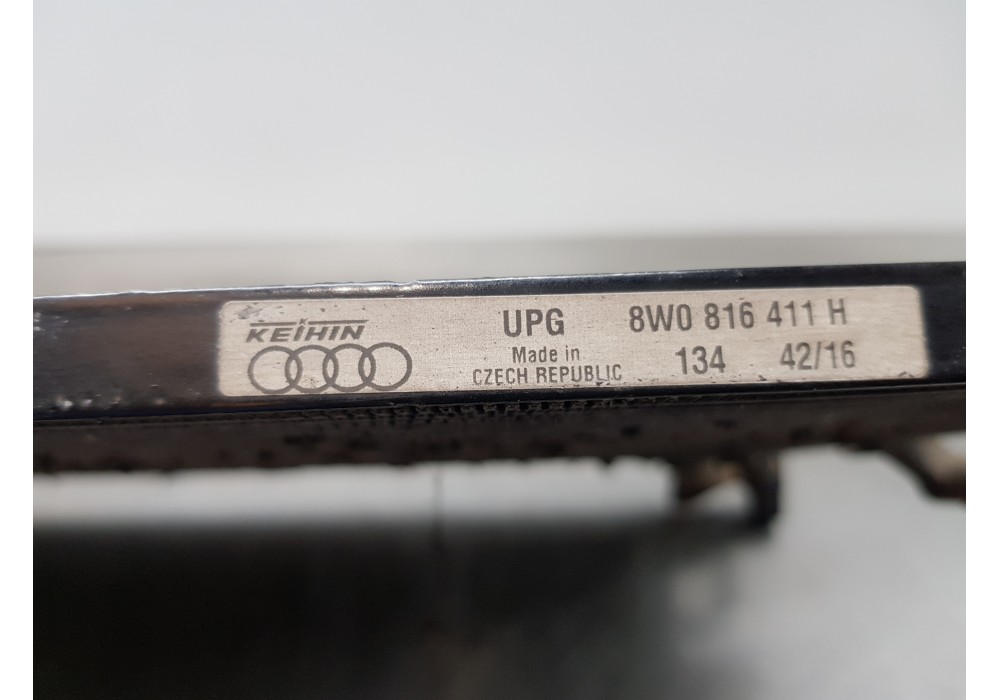 KEIHIN
UPG 8W0 816 411 H
Made in 134 42/16
CZECH REPUBLIC